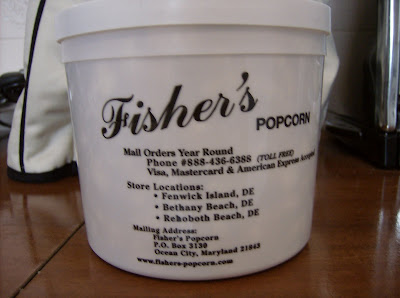 Fisher's
POPCORN
Mail Orders Year Round
Phone #888-436-6388 (TOLL FREE)
Visa, Mastercard & American Express Accepted
Store Locations:
• Fenwick Island, DE
• Bethany Beach, DE
• Rehoboth Beach, DE
Mailing Address:
Fisher's Popcorn
P.O. Box 3130
Ocean City, Maryland 21843
www.fishers-popcorn.com